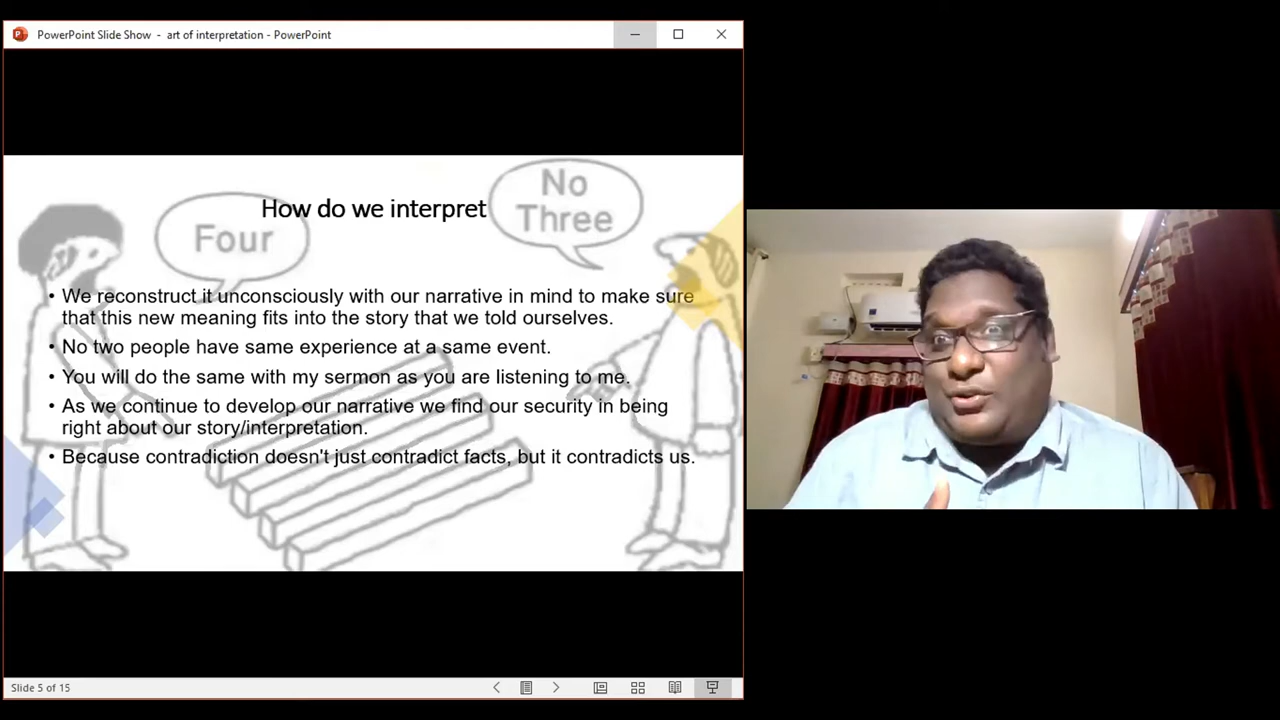 PowerPoint Slide Show - art of interpretation - PowerPoint
Four
No
Three
How do we interpret
• We reconstruct it unconsciously with our narrative in mind to make sure
that this new meaning fits into the story that we told ourselves.
• No two people have same experience at a same event.
• You will do the same with my sermon as you are listening to me.
• As we continue to develop our narrative we find our security in being
right about our story/interpretation.
• Because contradiction doesn't just contradict facts, but it contradicts us.
Slide 5 of 15